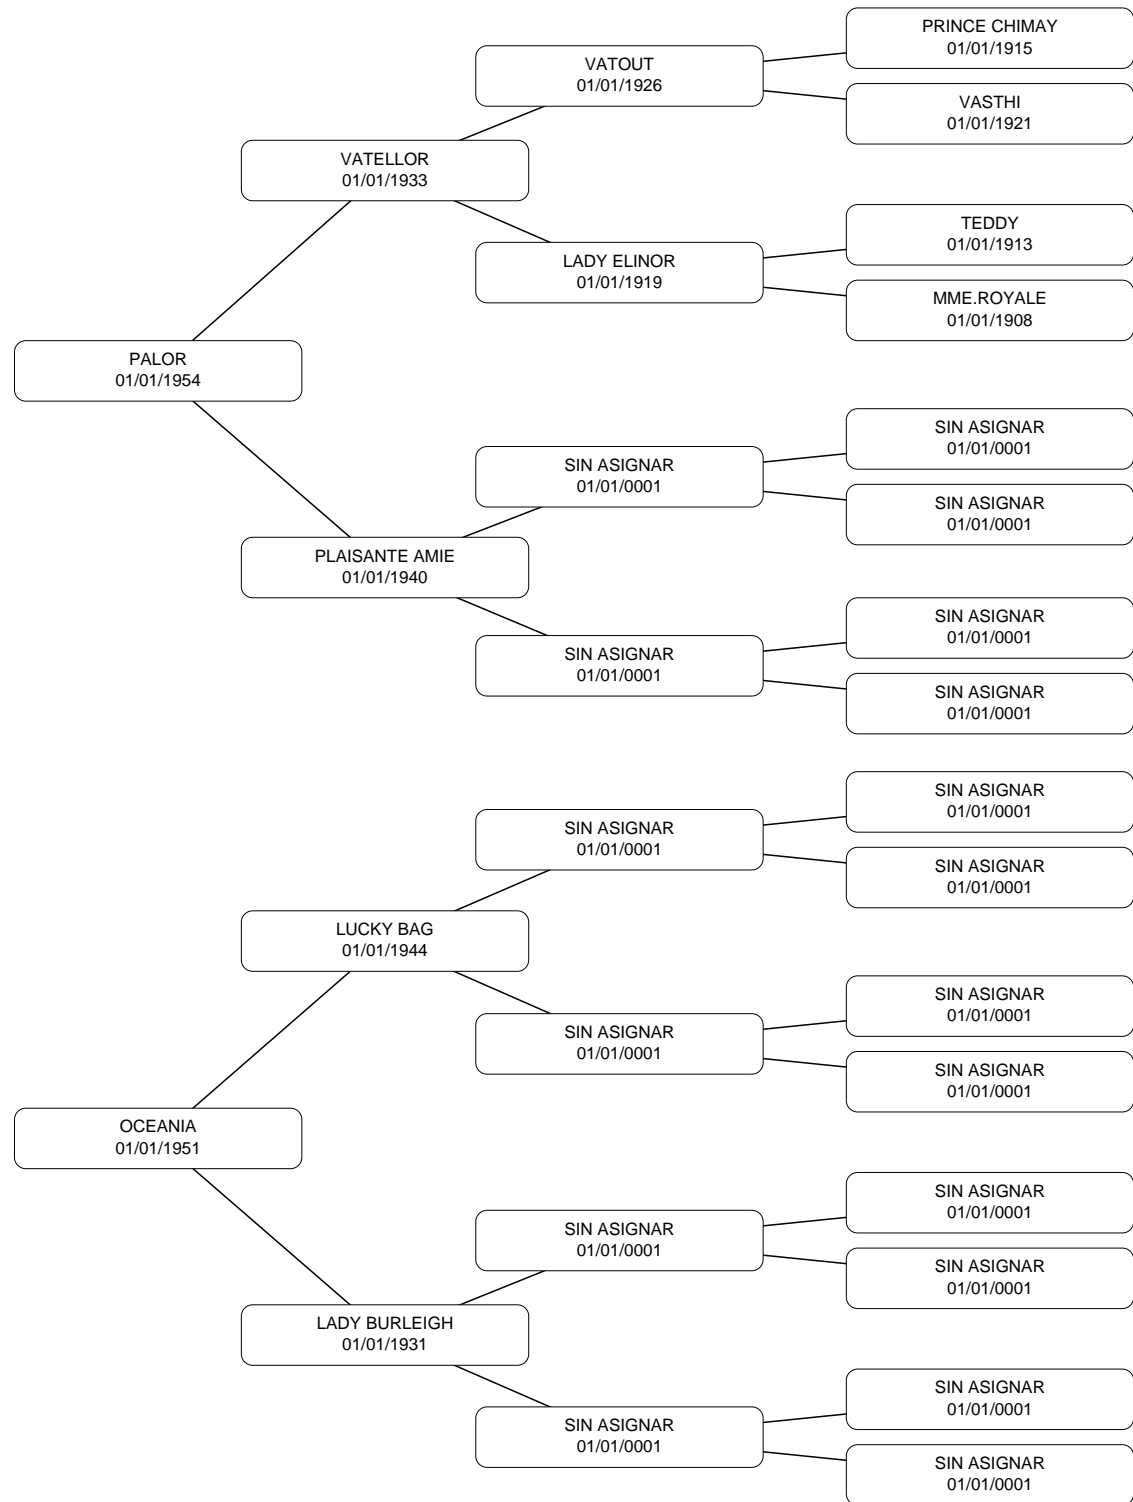 PRINCE CHIMAY
01/01/1915
VATOUT
01/01/1926
VASTHI
01/01/1921
VATELLOR
01/01/1933
TEDDY
01/01/1913
LADY ELINOR
01/01/1919
MME.ROYALE
01/01/1908
PALOR
01/01/1954
SIN ASIGNAR
01/01/0001
SIN ASIGNAR
01/01/0001
SIN ASIGNAR
01/01/0001
PLAISANTE AMIE
01/01/1940
SIN ASIGNAR
01/01/0001
SIN ASIGNAR
01/01/0001
SIN ASIGNAR
01/01/0001
SIN ASIGNAR
01/01/0001
SIN ASIGNAR
01/01/0001
SIN ASIGNAR
01/01/0001
LUCKY BAG
01/01/1944
SIN ASIGNAR
01/01/0001
SIN ASIGNAR
01/01/0001
SIN ASIGNAR
01/01/0001
OCEANIA
01/01/1951
SIN ASIGNAR
01/01/0001
SIN ASIGNAR
01/01/0001
SIN ASIGNAR
01/01/0001
LADY BURLEIGH
01/01/1931
SIN ASIGNAR
01/01/0001
SIN ASIGNAR
01/01/0001
SIN ASIGNAR
01/01/0001